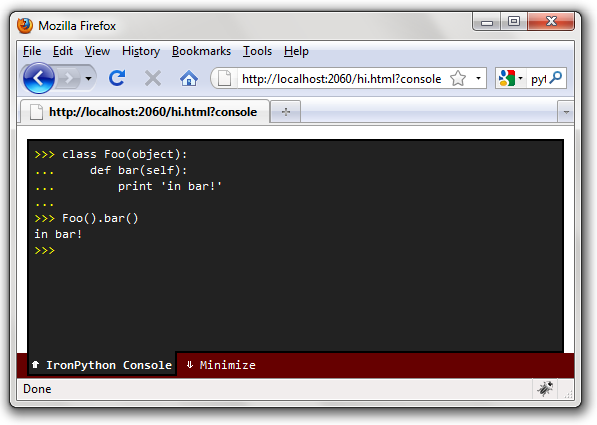 Mozilla Firefox
File Edit View History Bookmarks Tools Help
http://localhost:2060/hi.html?console
pyt
http://localhost:2060/hi.html?console
>>> class Foo(object):
...     def bar(self):
...         print 'in bar!'
...
>>> Foo().bar()
in bar!
>>>
IronPython Console Minimize
Done